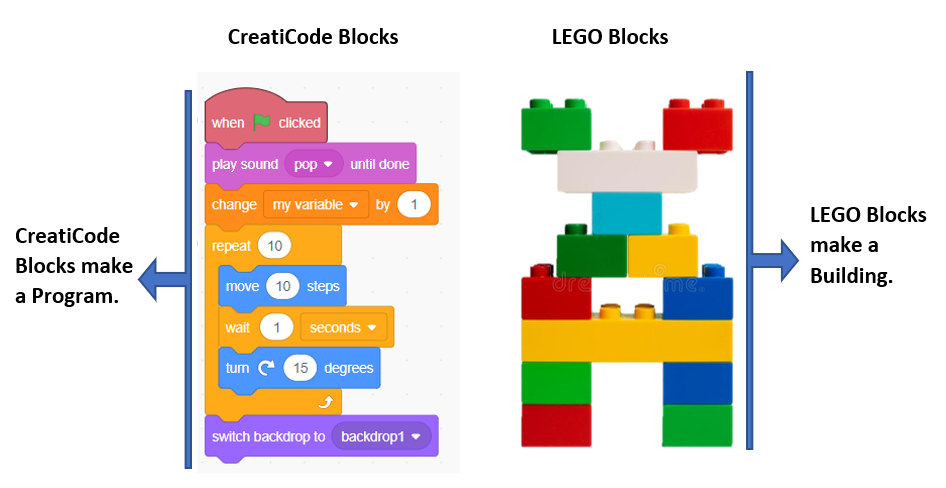 CreatiCode Blocks
LEGO Blocks
when clicked
play sound pop until done
change my variable by 1
repeat 10
move 10 steps
wait 1 seconds
turn 15 degrees
switch backdrop to backdrop1
CreatiCode
Blocks make
a Program.
LEGO Blocks
make a
Building.